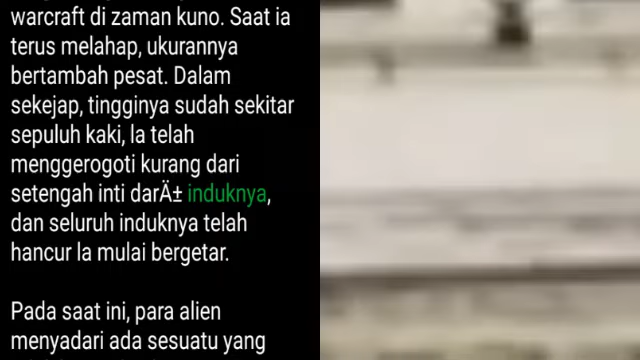 warcraft di zaman kuno. Saat ia
terus melahap, ukurannya
bertambah pesat. Dalam
sekejap, tingginya sudah sekitar
sepuluh kaki, la telah
menggerogoti kurang dari
setengah inti darÄ± induknya,
dan seluruh induknya telah
hancur la mulai bergetar.
Pada saat ini, para alien
menyadari ada sesuatu yang